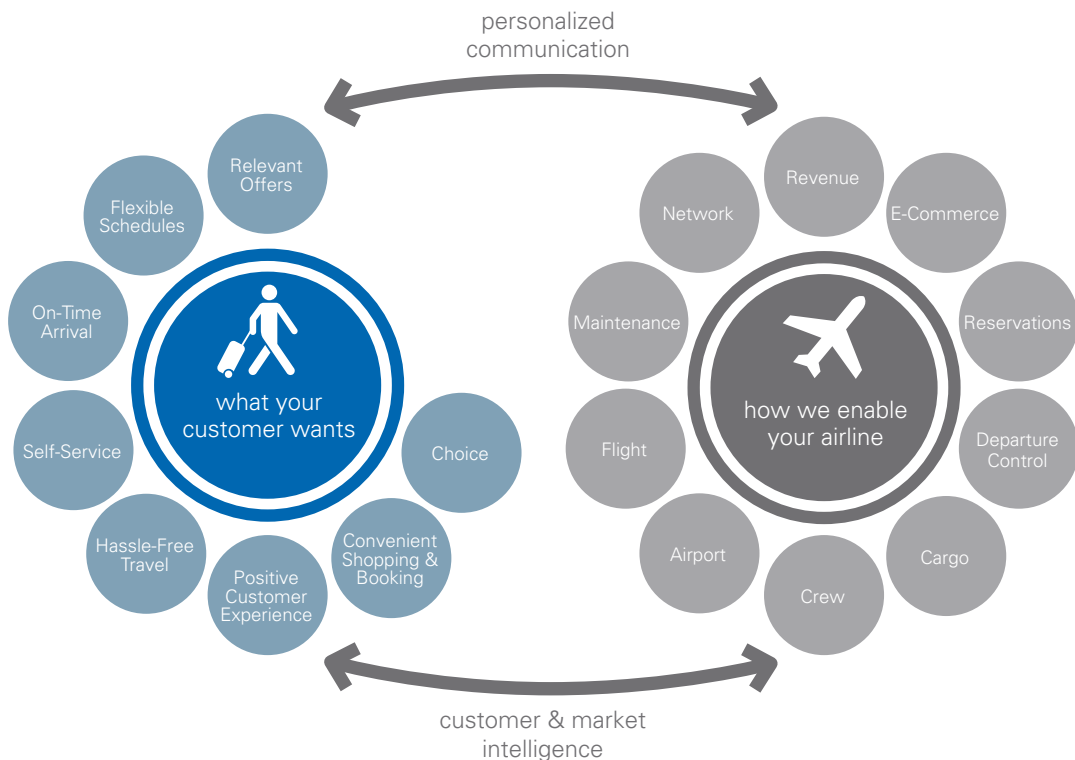 personalized
communication
Relevant
Offers
Flexible
Schedules
On-Time
Arrival
Self-Service
Hassle-Free
Travel
Positive
Customer
Experience
Convenient
Shopping &
Booking
Choice
what your
customer wants
Revenue
E-Commerce
Reservations
Departure
Control
Cargo
Crew
Airport
Flight
Maintenance
Network
how we enable
your airline
customer & market
intelligence